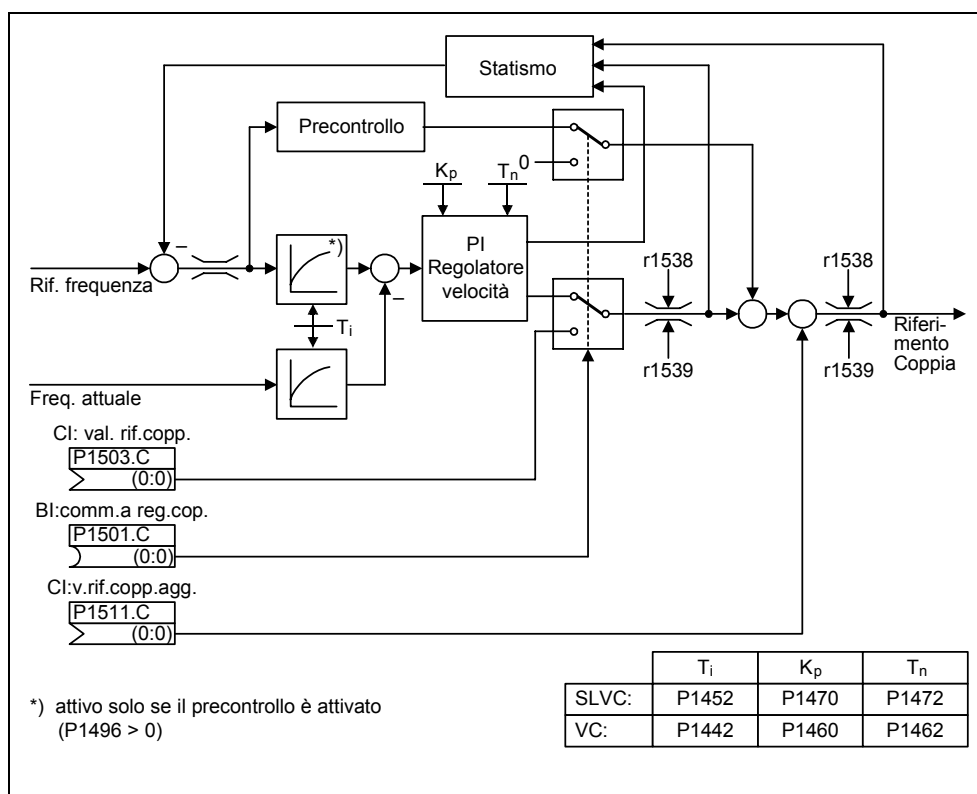 Statismo
Precontrollo
0
Kp
Tn
*)
PI
Regolatore
velocità
–
Rif. frequenza
–
Ti
r1538
r1538
r1539
r1539
Riferi-
mento
Coppia
Freq. attuale
CI: val. rif.copp.
P1503.C
(0:0)
BI:comm.a reg.cop.
P1501.C
(0:0)
CI:v.rif.copp.agg.
P1511.C
(0:0)
Ti Kp Tn
SLVC: P1452 P1470 P1472
VC: P1442 P1460 P1462
*) attivo solo se il precontrollo è attivato
(P1496 > 0)